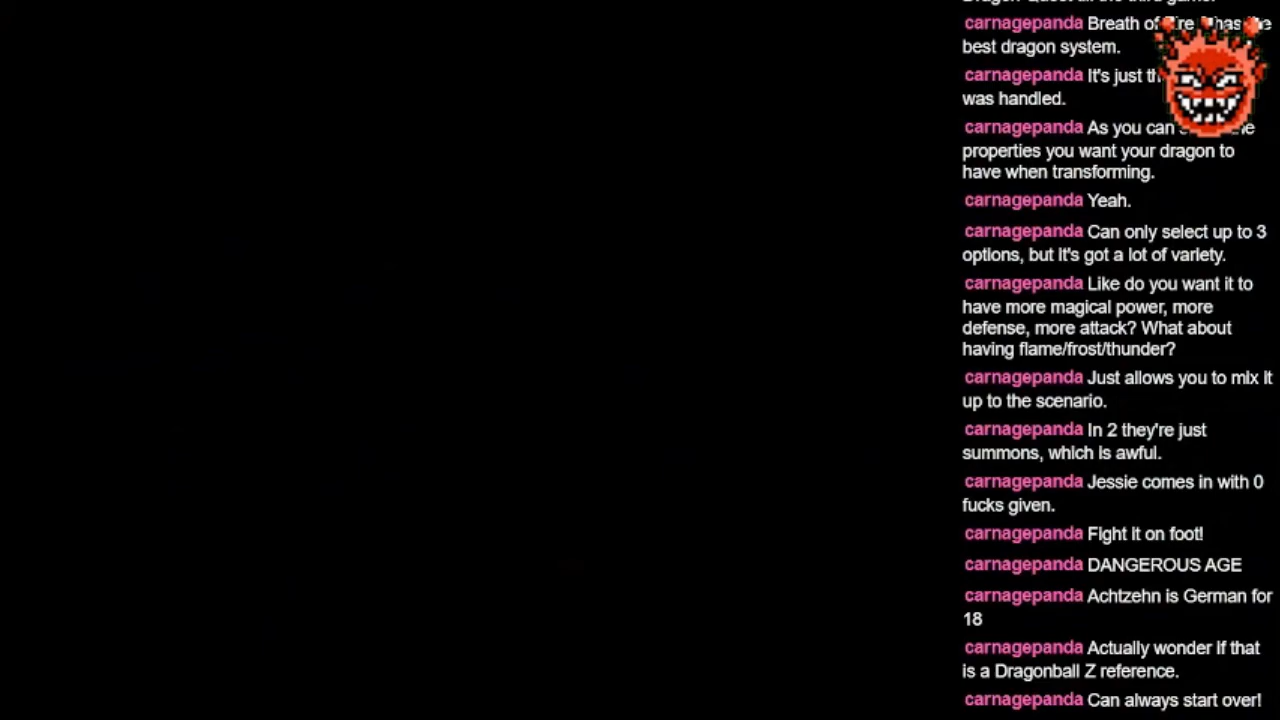 carnagepanda Breath of
best dragon system.
carnagepanda It's just
was handled.
carnagepanda As you can
properties you want your dragon to
have when transforming.
carnagepanda Yeah.
carnagepanda Can only select up to 3
options, but it's got a lot of variety.
carnagepanda Like do you want it to
have more magical power, more
defense, more attack? What about
having flame/frost/thunder?
carnagepanda Just allows you to mix it
up to the scenario.
carnagepanda In 2 they're just
summons, which is awful.
carnagepanda Jessie comes in with 0
fucks given.
carnagepanda Fight it on foot!
carnagepanda DANGEROUS AGE
carnagepanda Achtzehn is German for
18
carnagepanda Actually wonder if that
is a Dragonball Z reference.
carnagepanda Can always start over!